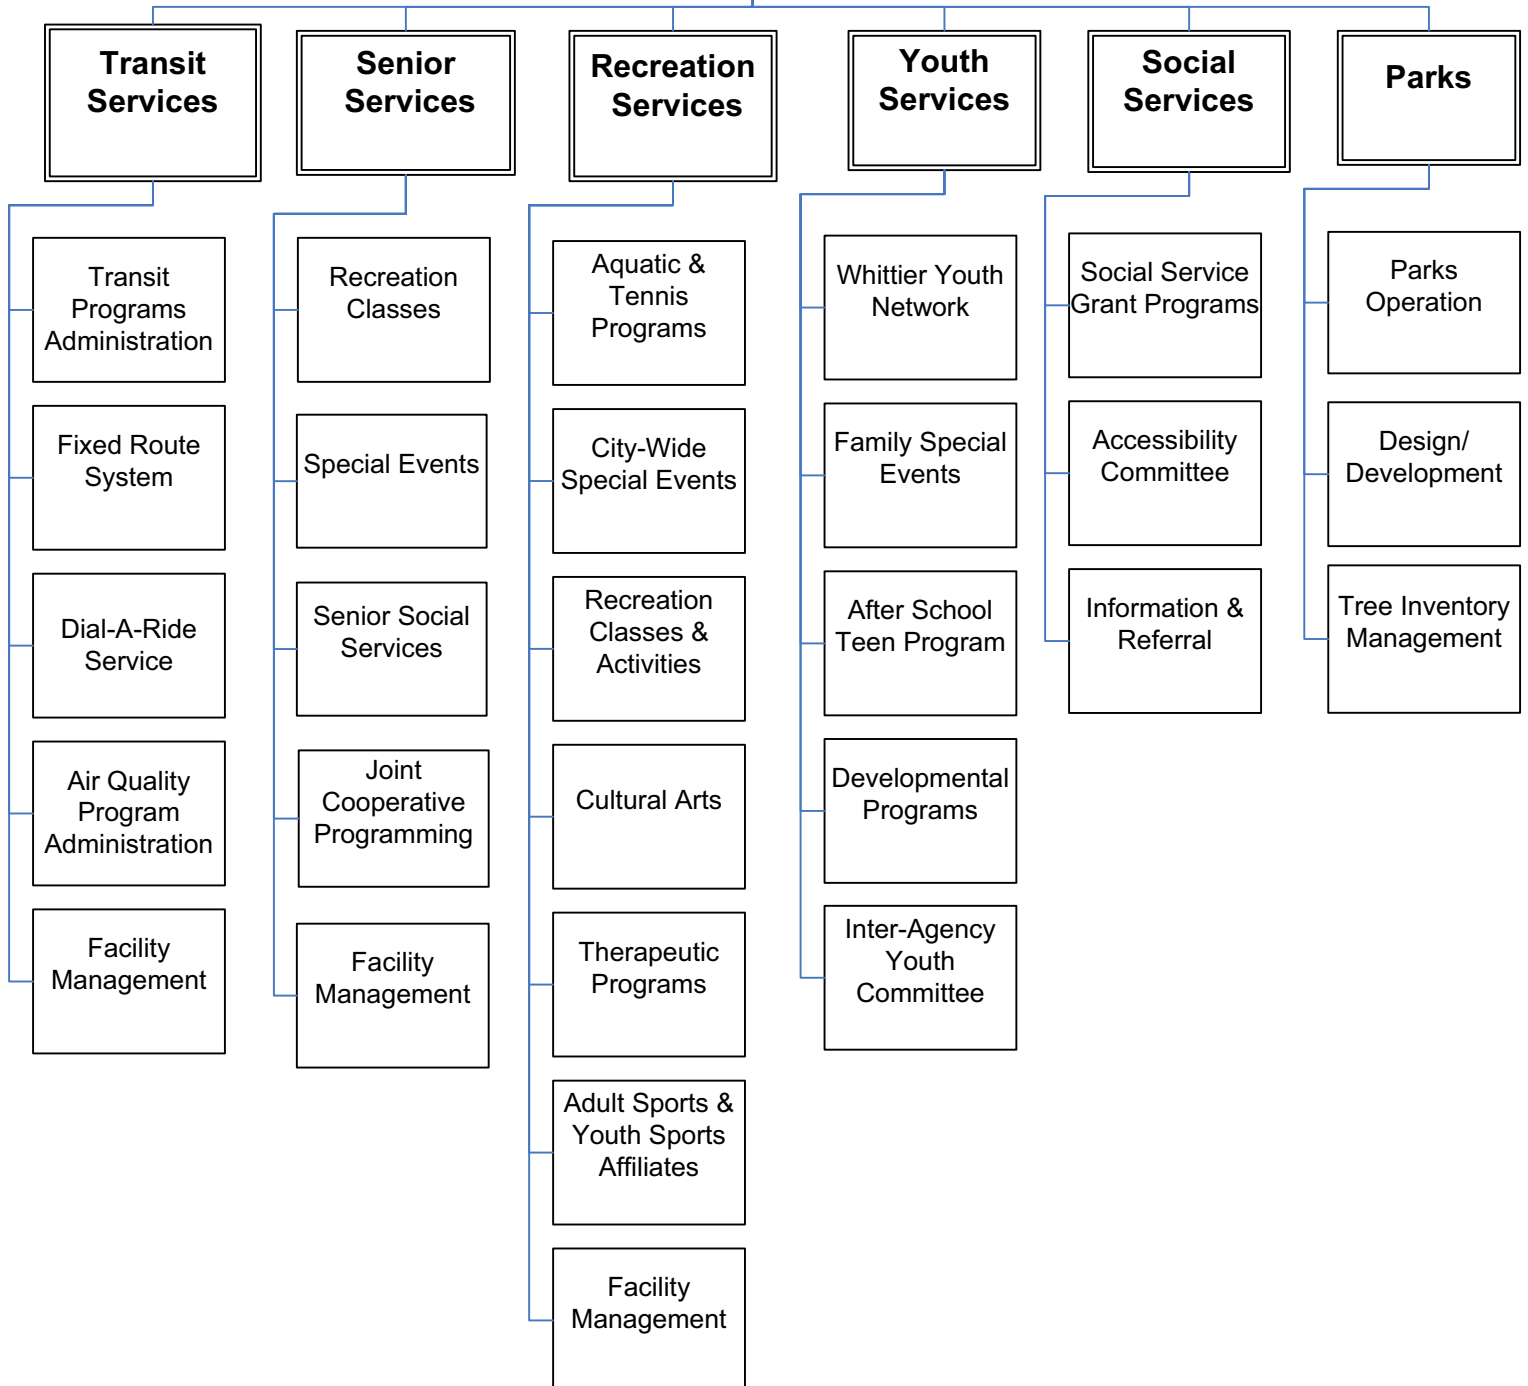 Transit
Services
Senior
Services
Recreation
Services
Youth
Services
Social
Services
Parks
Transit
Programs
Administration
Fixed Route
System
Dial-A-Ride
Service
Air Quality
Program
Administration
Facility
Management
Recreation
Classes
Special Events
Senior Social
Services
Joint
Cooperative
Programming
Facility
Management
Aquatic &
Tennis
Programs
City-Wide
Special Events
Recreation
Classes &
Activities
Cultural Arts
Therapeutic
Programs
Adult Sports &
Youth Sports
Affiliates
Facility
Management
Whittier Youth
Network
Family Special
Events
After School
Teen Program
Developmental
Programs
Inter-Agency
Youth
Committee
Social Service
Grant Programs
Accessibility
Committee
Information &
Referral
Parks
Operation
Design/
Development
Tree Inventory
Management